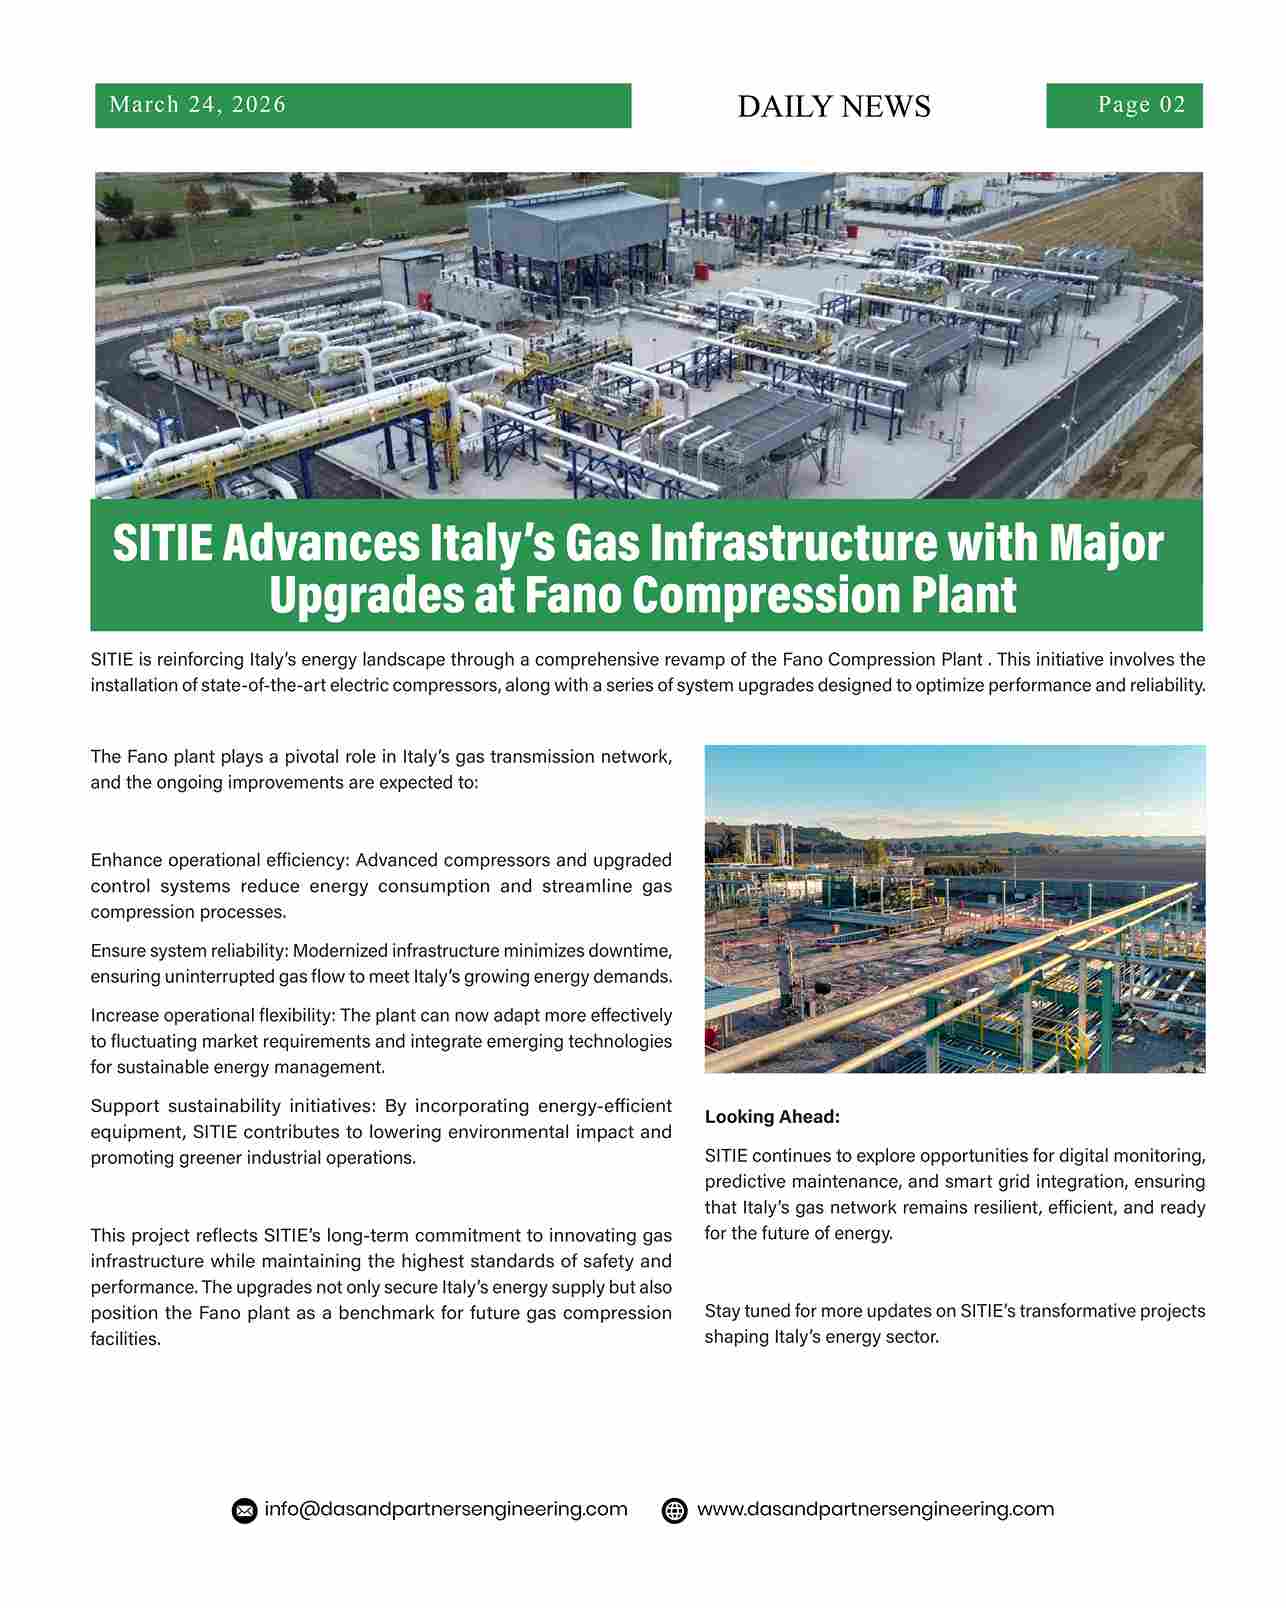 March 24, 2026
DAILY NEWS
Page 02
SITIE Advances Italy’s Gas Infrastructure with Major
Upgrades at Fano Compression Plant
SITIE is reinforcing Italy’s energy landscape through a comprehensive revamp of the Fano Compression Plant . This initiative involves the
installation of state-of-the-art electric compressors, along with a series of system upgrades designed to optimize performance and reliability.
The Fano plant plays a pivotal role in Italy’s gas transmission network,
and the ongoing improvements are expected to:
Enhance operational efficiency: Advanced compressors and upgraded
control systems reduce energy consumption and streamline gas
compression processes.
Ensure system reliability: Modernized infrastructure minimizes downtime,
ensuring uninterrupted gas flow to meet Italy’s growing energy demands.
Increase operational flexibility: The plant can now adapt more effectively
to fluctuating market requirements and integrate emerging technologies
for sustainable energy management.
Support sustainability initiatives: By incorporating energy-efficient
equipment, SITIE contributes to lowering environmental impact and
promoting greener industrial operations.
This project reflects SITIE’s long-term commitment to innovating gas
infrastructure while maintaining the highest standards of safety and
performance. The upgrades not only secure Italy’s energy supply but also
position the Fano plant as a benchmark for future gas compression
facilities.
Looking Ahead:
SITIE continues to explore opportunities for digital monitoring,
predictive maintenance, and smart grid integration, ensuring
that Italy’s gas network remains resilient, efficient, and ready
for the future of energy.
Stay tuned for more updates on SITIE’s transformative projects
shaping Italy’s energy sector.
info@dasandpartnersengineering.com
www.dasandpartnersengineering.com